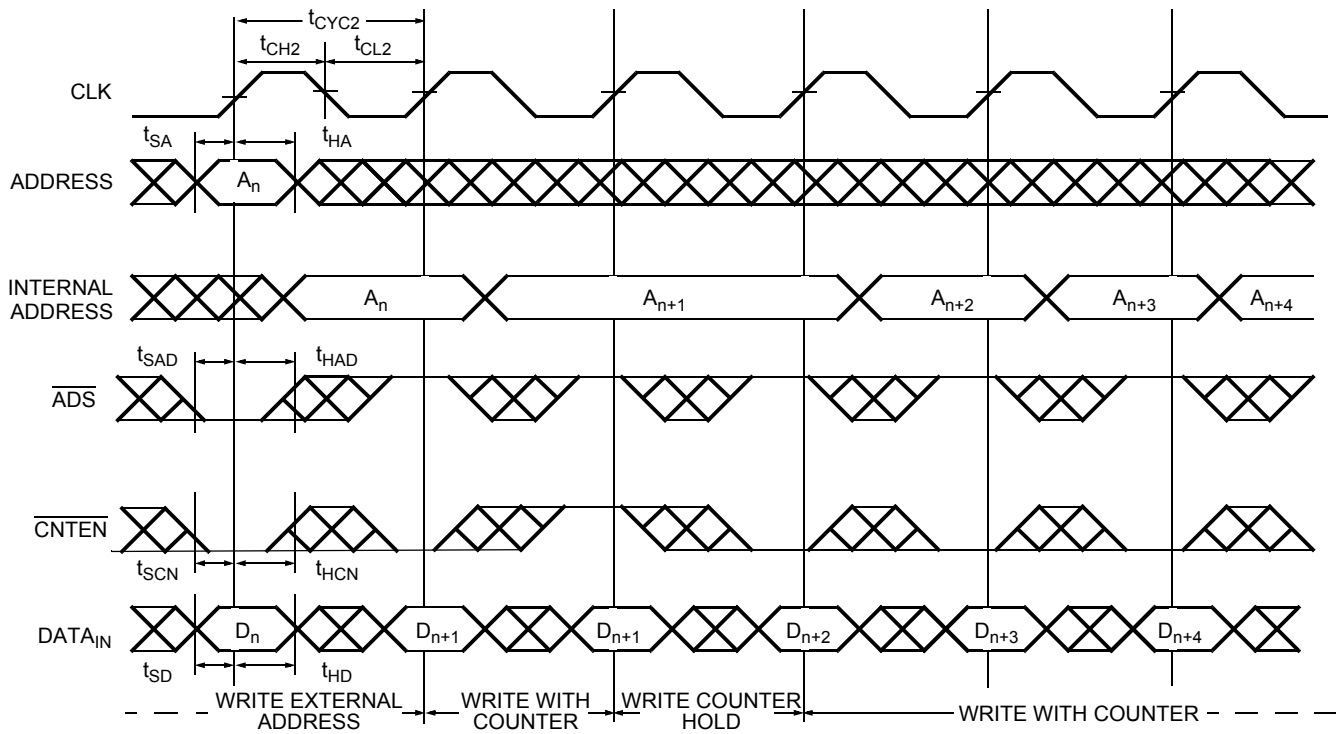 tCYC2
tCH2 tCL2
CLK
tSA tHA
ADDRESS An
INTERNAL
ADDRESS
An An+1 An+2 An+3 An+4
tSAD tHAD
ADS
CNTEN
tSCN tHCN
DATAIN Dn Dn+1 Dn+1 Dn+2 Dn+3 Dn+4
tSD tHD
WRITE EXTERNAL
ADDRESS
WRITE WITH
COUNTER
WRITE COUNTER
HOLD
WRITE WITH COUNTER